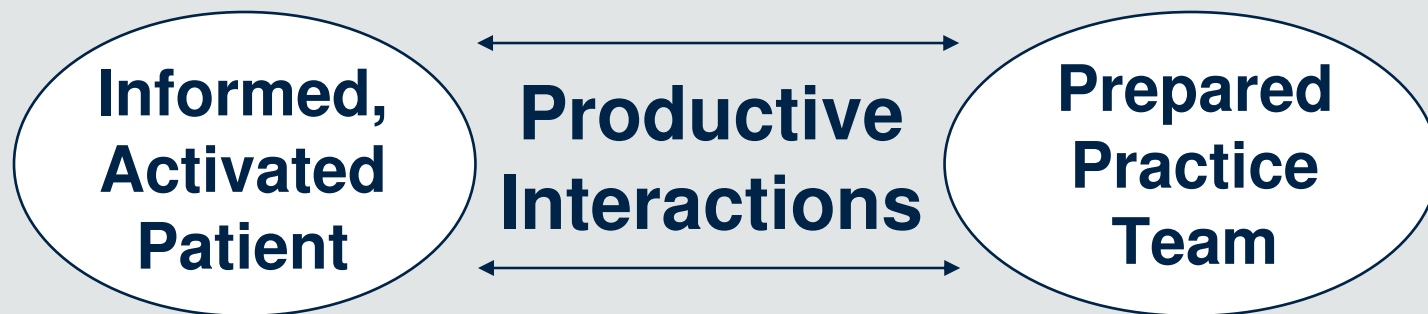 Informed,
Activated
Patient
Productive
Interactions
Prepared
Practice
Team